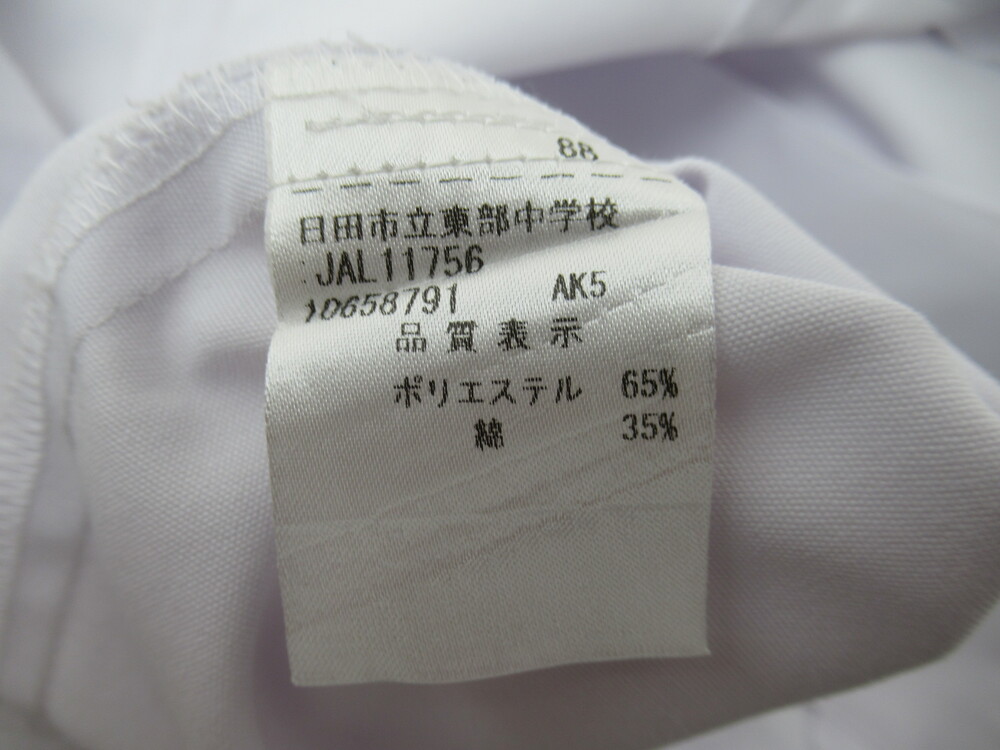 88
日田市立東部中学校
:JAL11756
10658791 AK5
品質表示
ポリエステル 65%
綿 35%